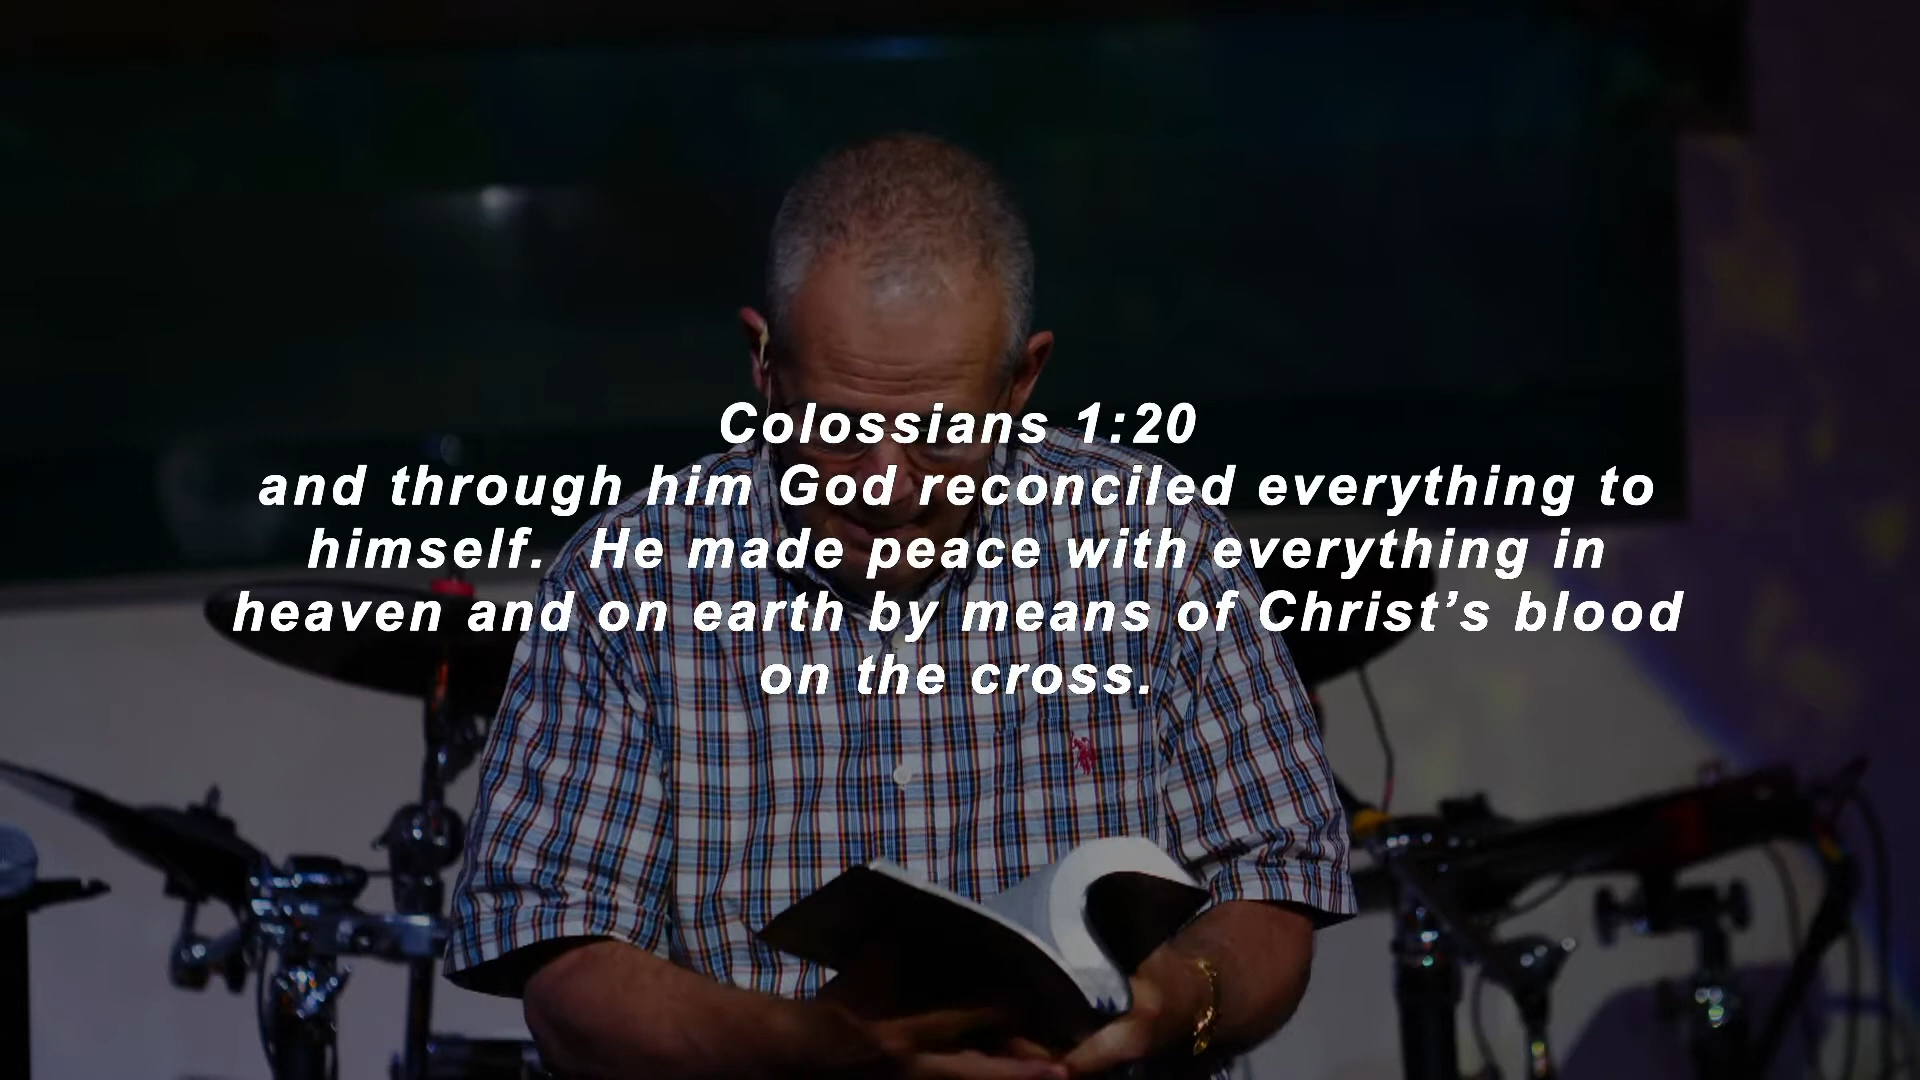 Colossians 1:20
and through him God reconciled everything to
himself.  He made peace with everything in
heaven and on earth by means of Christ’s blood
on the cross.